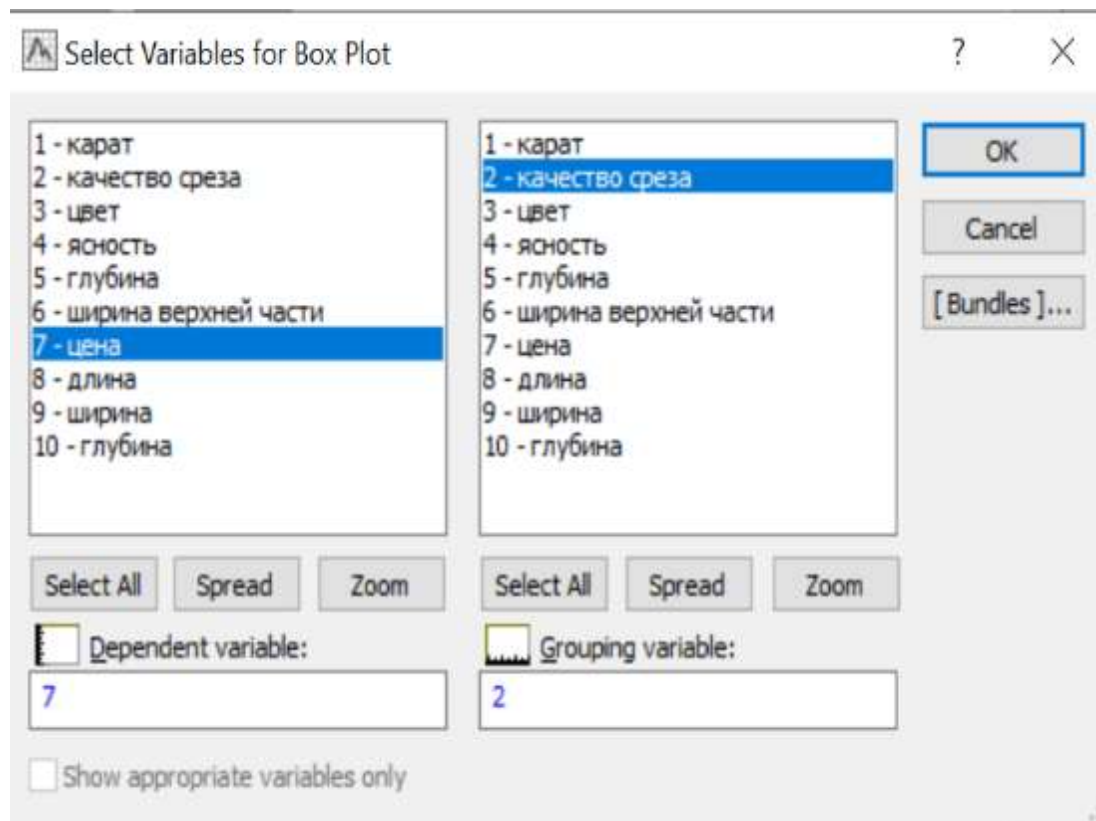 Select Variables for Box Plot
?
1 - карат
2 - качество среза
3 - цвет
4 - ясность
5 - глубина
6 - ширина верхней части
7 - цена
8 - длина
9 - ширина
10 - глубина
1 - карат
2 - качество среза
3 - цвет
4 - ясность
5 - глубина
6 - ширина верхней части
7 - цена
8 - длина
9 - ширина
10 - глубина
OK
Cancel
[ Bundles ]...
Select All Spread Zoom
Select All Spread Zoom
Dependent variable:
7
Grouping variable:
2
Show appropriate variables only